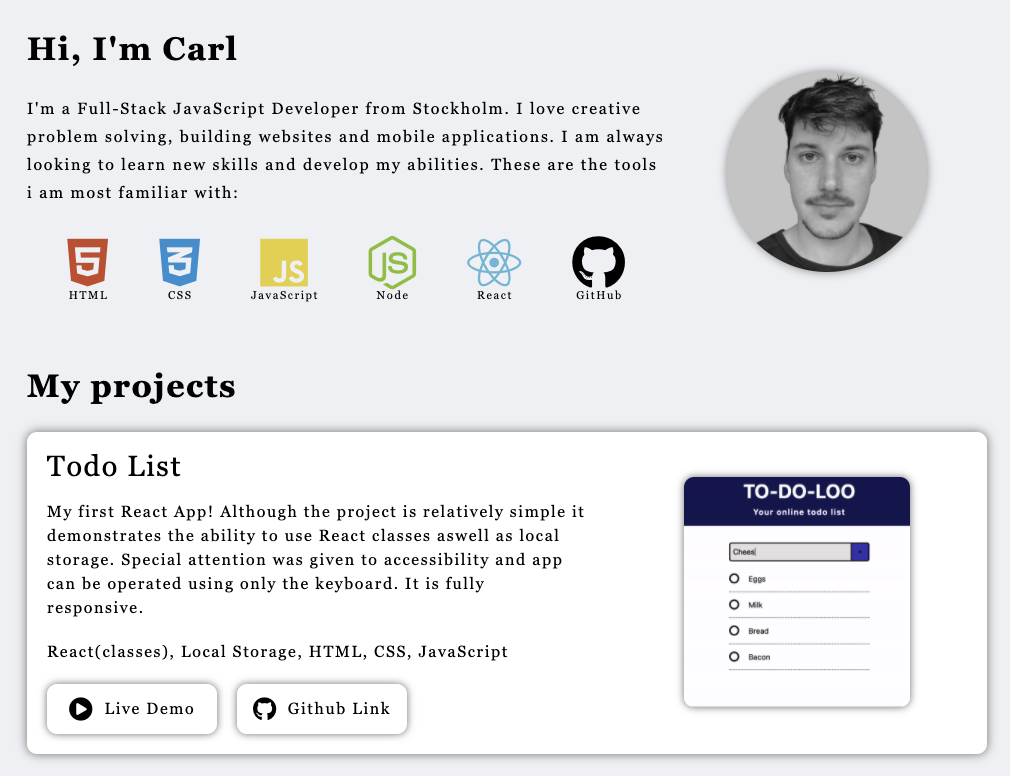 Hi, I'm Carl
I'm a Full-Stack JavaScript Developer from Stockholm. I love creative
problem solving, building websites and mobile applications. I am always
looking to learn new skills and develop my abilities. These are the tools
i am most familiar with:
5 3 JS JS
HTML CSS JavaScript Node React GitHub
My projects
Todo List
My first React App! Although the project is relatively simple it
demonstrates the ability to use React classes aswell as local
storage. Special attention was given to accessibility and app
can be operated using only the keyboard. It is fully
responsive.
React(classes), Local Storage, HTML, CSS, JavaScript
Live Demo Github Link
TO-DO-LOO
Your online todo list
Chees +
Eggs
Milk
Bread
Bacon